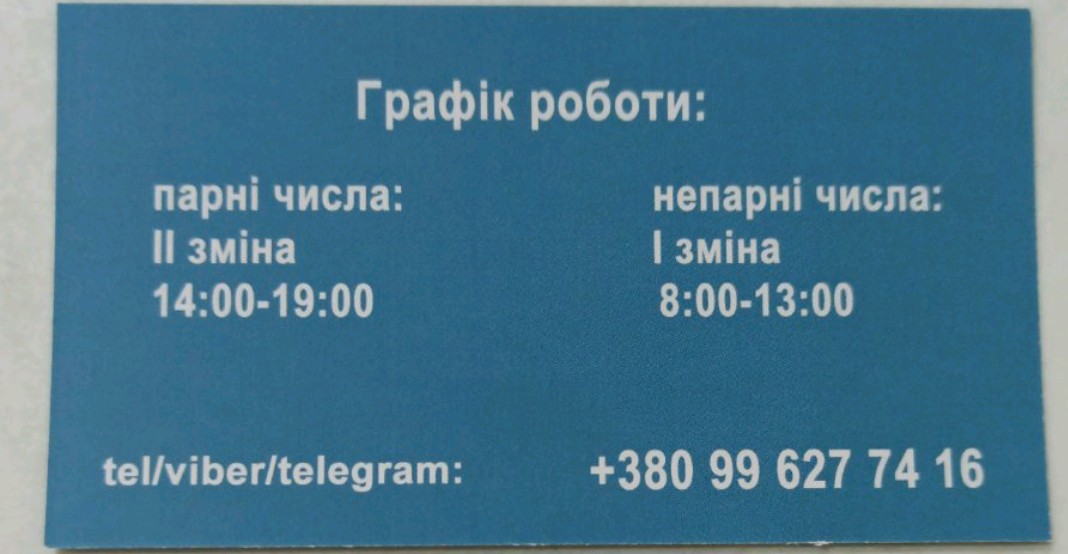 Графік роботи:
парні числа:
II зміна
14:00-19:00
непарні числа:
I зміна
8:00-13:00
tel/viber/telegram: +380 99 627 74 16